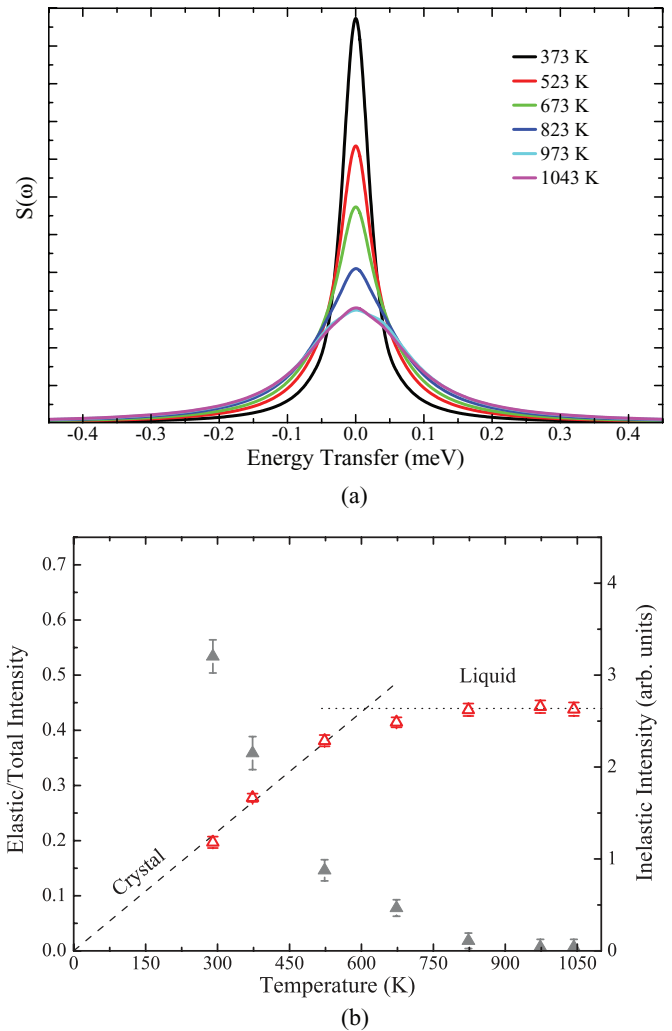 373 K
523 K
673 K
823 K
973 K
1043 K
S(ω)
-0.4 -0.3 -0.2 -0.1 0.0 0.1 0.2 0.3 0.4
Energy Transfer (meV)
(a)
0.7
0.6
0.5
0.4
0.3
0.2
0.1
0.0
Elastic/Total Intensity
4
3
2
1
0
Inelastic Intensity (arb. units)
Liquid
Crystal
0 150 300 450 600 750 900 1050
Temperature (K)
(b)